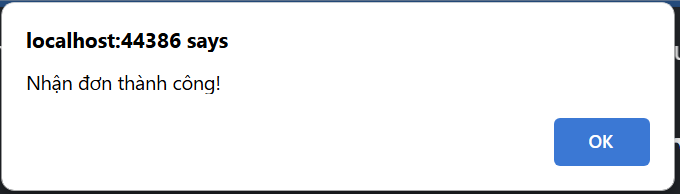 localhost:44386 says
Nhận đơn thành công!
OK